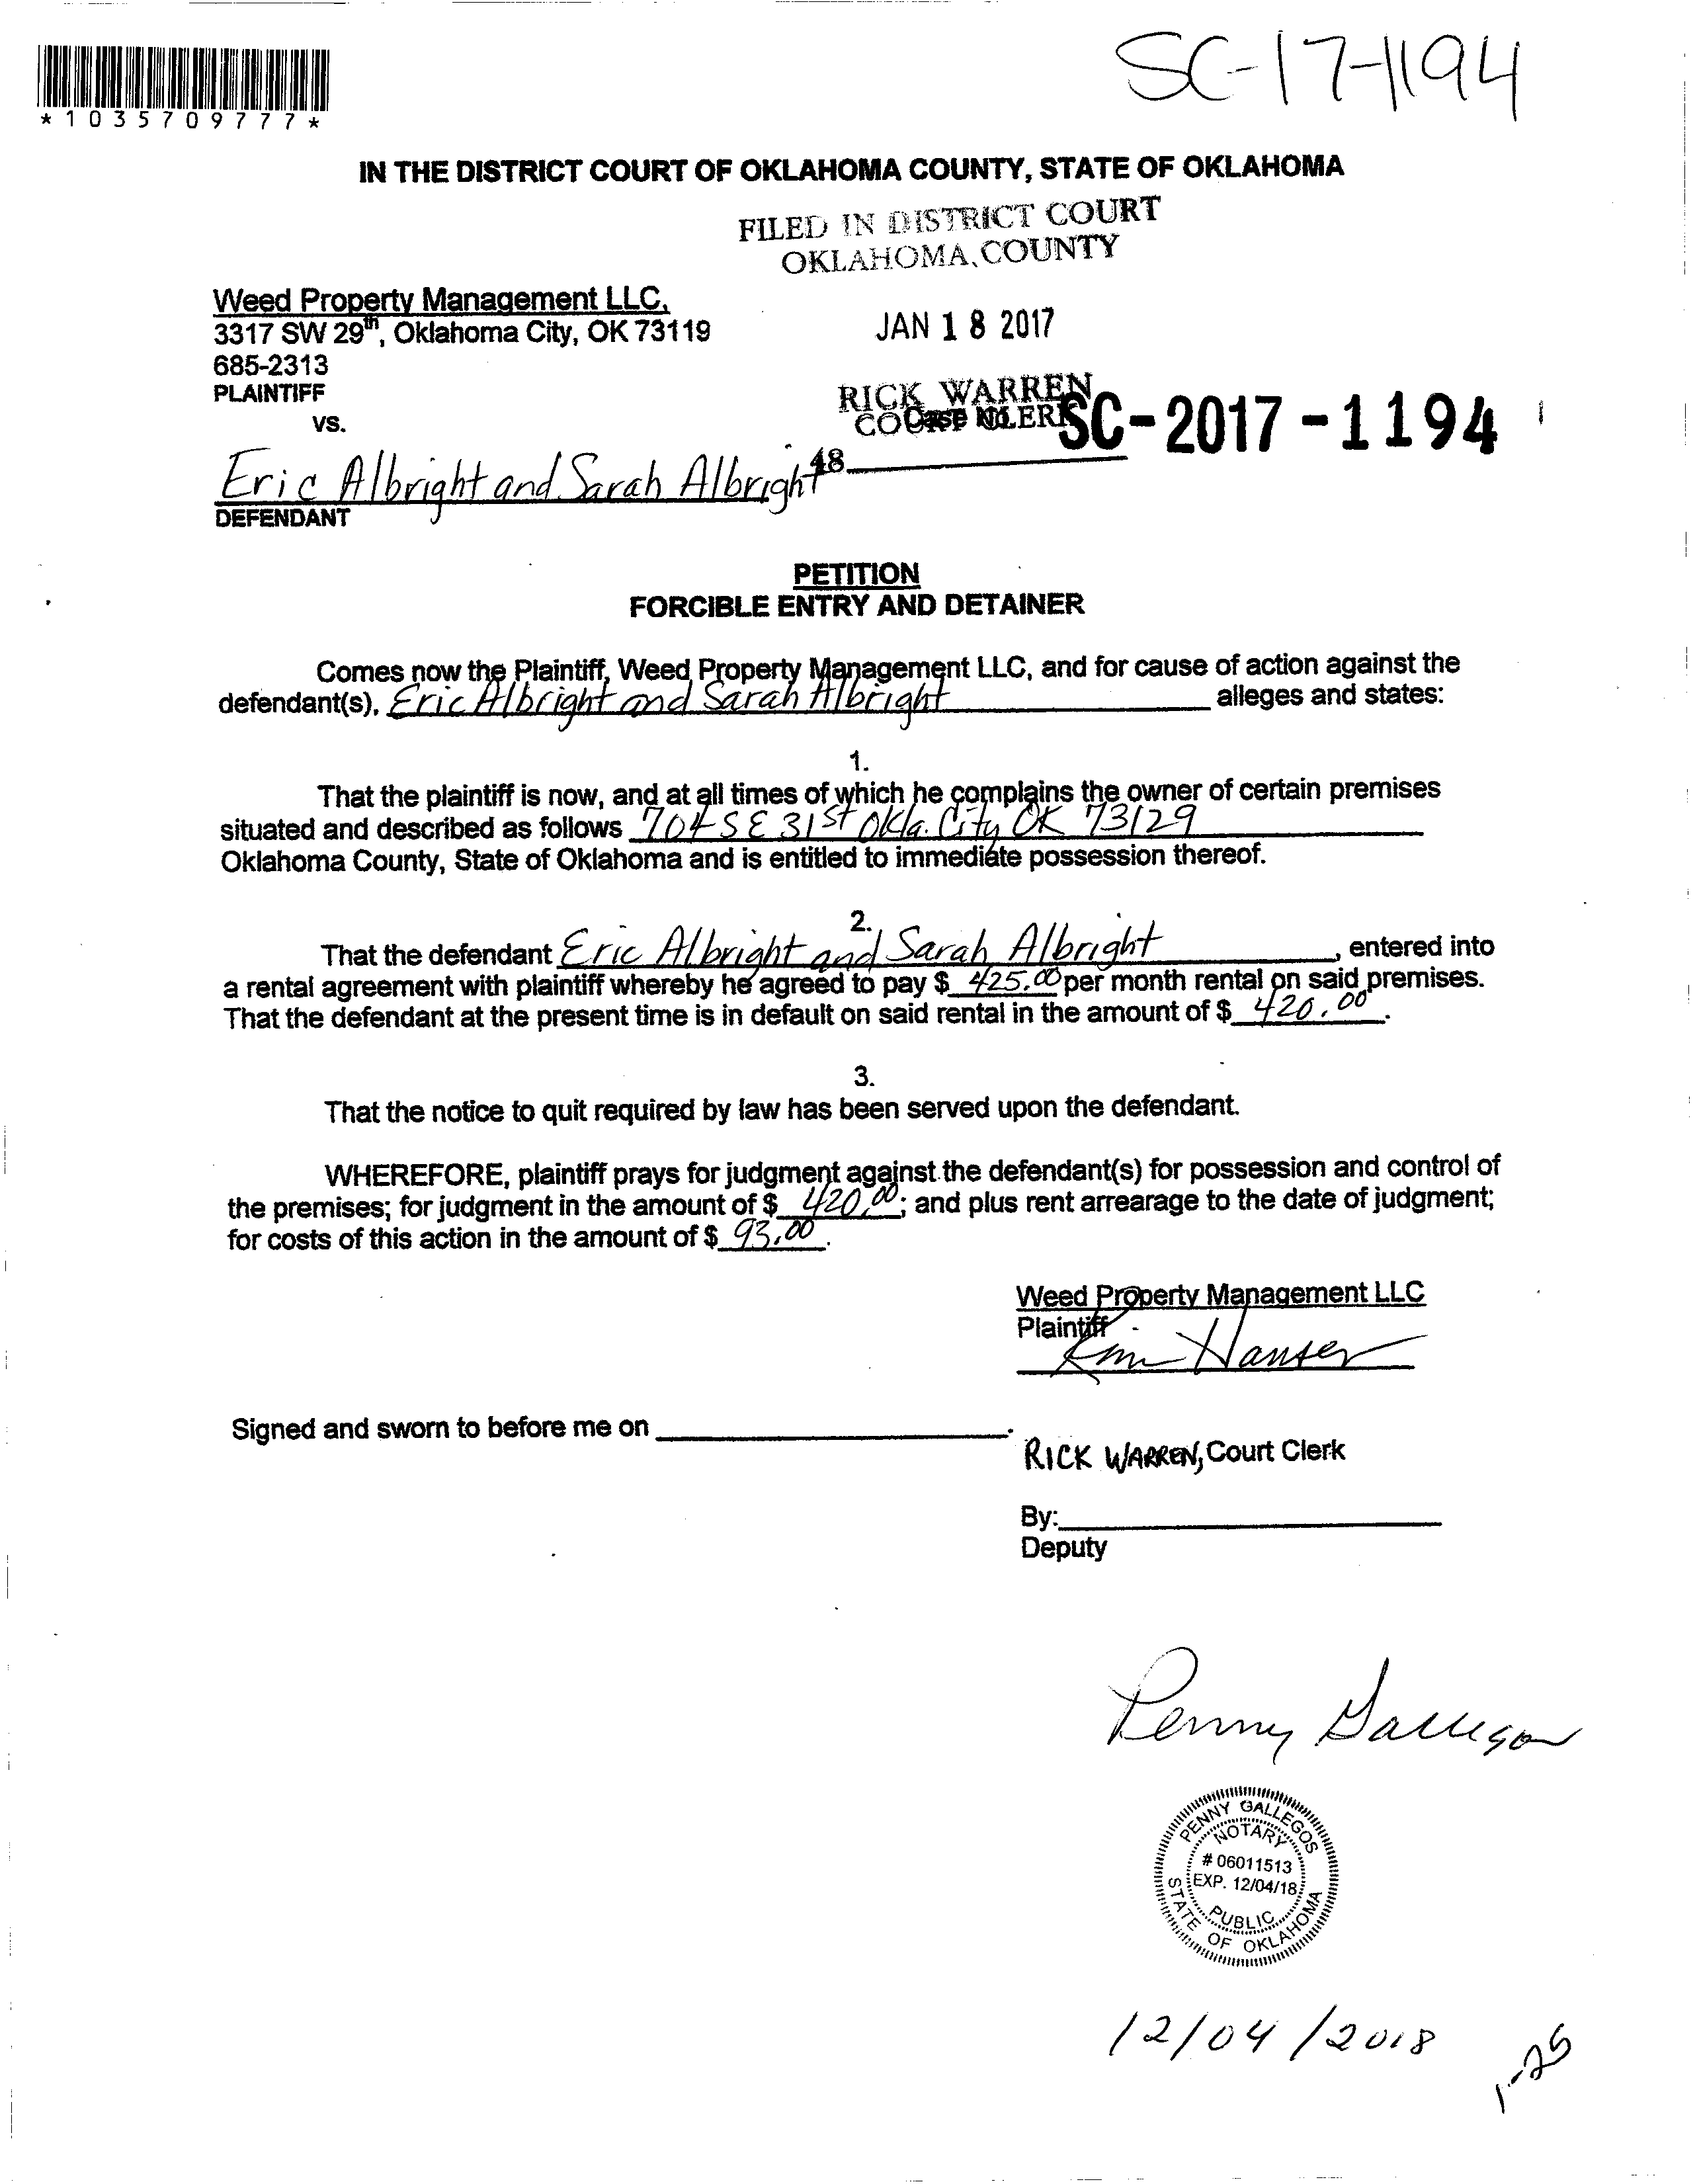 SC-17-1194
*1035709777*
IN THE DISTRICT COURT OF OKLAHOMA COUNTY, STATE OF OKLAHOMA
FILED IN DISTRICT COURT
OKLAHOMA COUNTY
Weed Property Management LLC,
3317 SW 29th, Oklahoma City, OK 73119
JAN 18 2017
685-2313
PLAINTIFF
RICK WARREN
COURT CLERK
Case No.
SC-2017-1194
vs.
48
Eric Albright and Sarah Albright
DEFENDANT
PETITION
FORCIBLE ENTRY AND DETAINER
Comes now the Plaintiff, Weed Property Management LLC, and for cause of action against the
defendant(s), Eric Albright and Sarah Albright alleges and states:
1.
That the plaintiff is now, and at all times of which he complains the owner of certain premises
situated and described as follows 704 SE 31st Okla. City OK 73129
Oklahoma County, State of Oklahoma and is entitled to immediate possession thereof.
2.
That the defendant Eric Albright and Sarah Albright, entered into
a rental agreement with plaintiff whereby he agreed to pay $ 425.00 per month rental on said premises.
That the defendant at the present time is in default on said rental in the amount of $ 420.00.
3.
That the notice to quit required by law has been served upon the defendant.
WHEREFORE, plaintiff prays for judgment against the defendant(s) for possession and control of
the premises; for judgment in the amount of $ 420.00; and plus rent arrearage to the date of judgment;
for costs of this action in the amount of $ 93.00.
Weed Property Management LLC
Plaintiff
Kim Hanser
Signed and sworn to before me on
RICK WARREN, Court Clerk
By:
Deputy
Penny Gallegos
PENNY GALLEGOS
NOTARY
# 06011513
EXP. 12/04/18
PUBLIC
STATE OF OKLAHOMA
12/04/2018
1-25